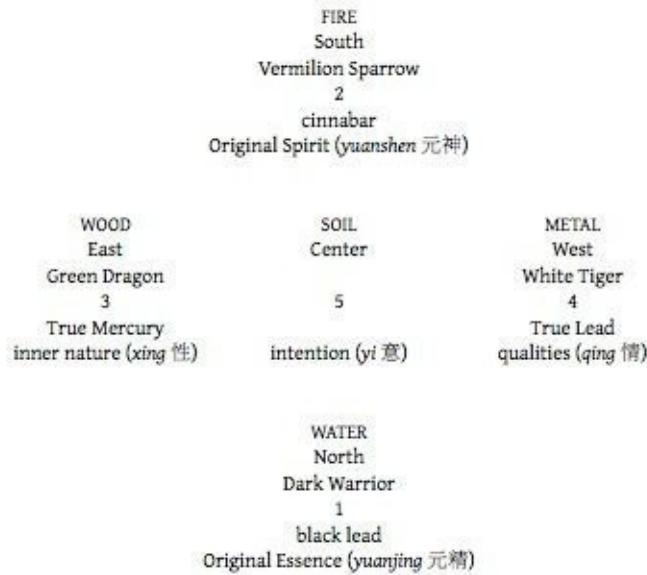 FIRE
South
Vermilion Sparrow
2
cinnabar
Original Spirit (yuanshen 元神)
WOOD
East
Green Dragon
3
True Mercury
inner nature (xing 性)
SOIL
Center
5
intention (yi 意)
METAL
West
White Tiger
4
True Lead
qualities (qing 情)
WATER
North
Dark Warrior
1
black lead
Original Essence (yuanjing 元精)